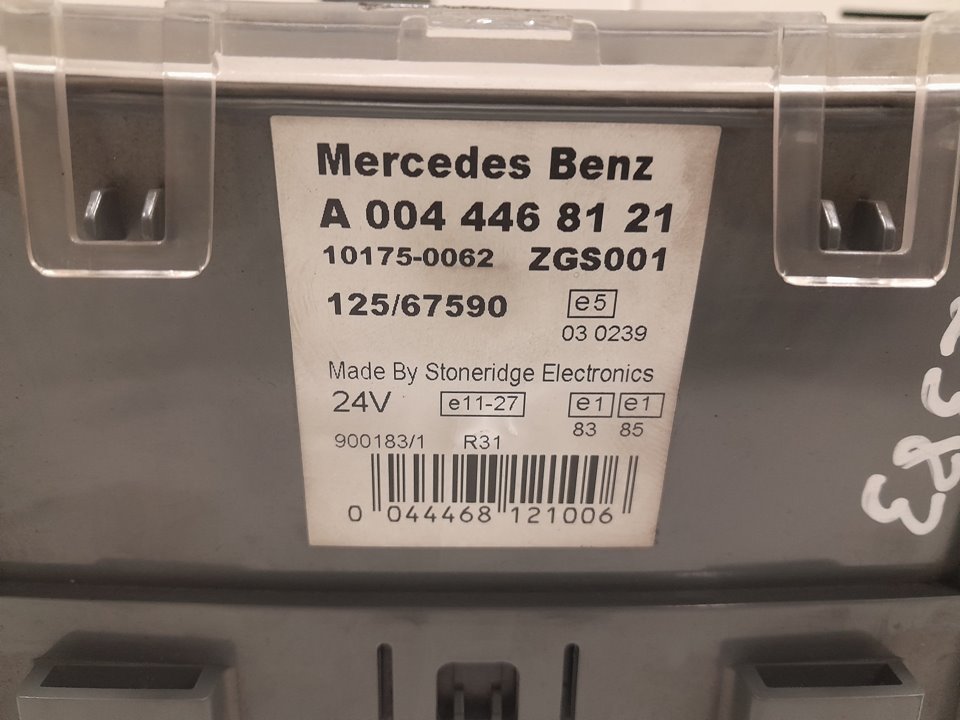 Mercedes Benz
A 004 446 81 21
10175-0062 ZGS001
125/67590 e5
03 0239
Made By Stoneridge Electronics
24V e11-27 e1 e1
83 85
900183/1 R31
0 044468 121006